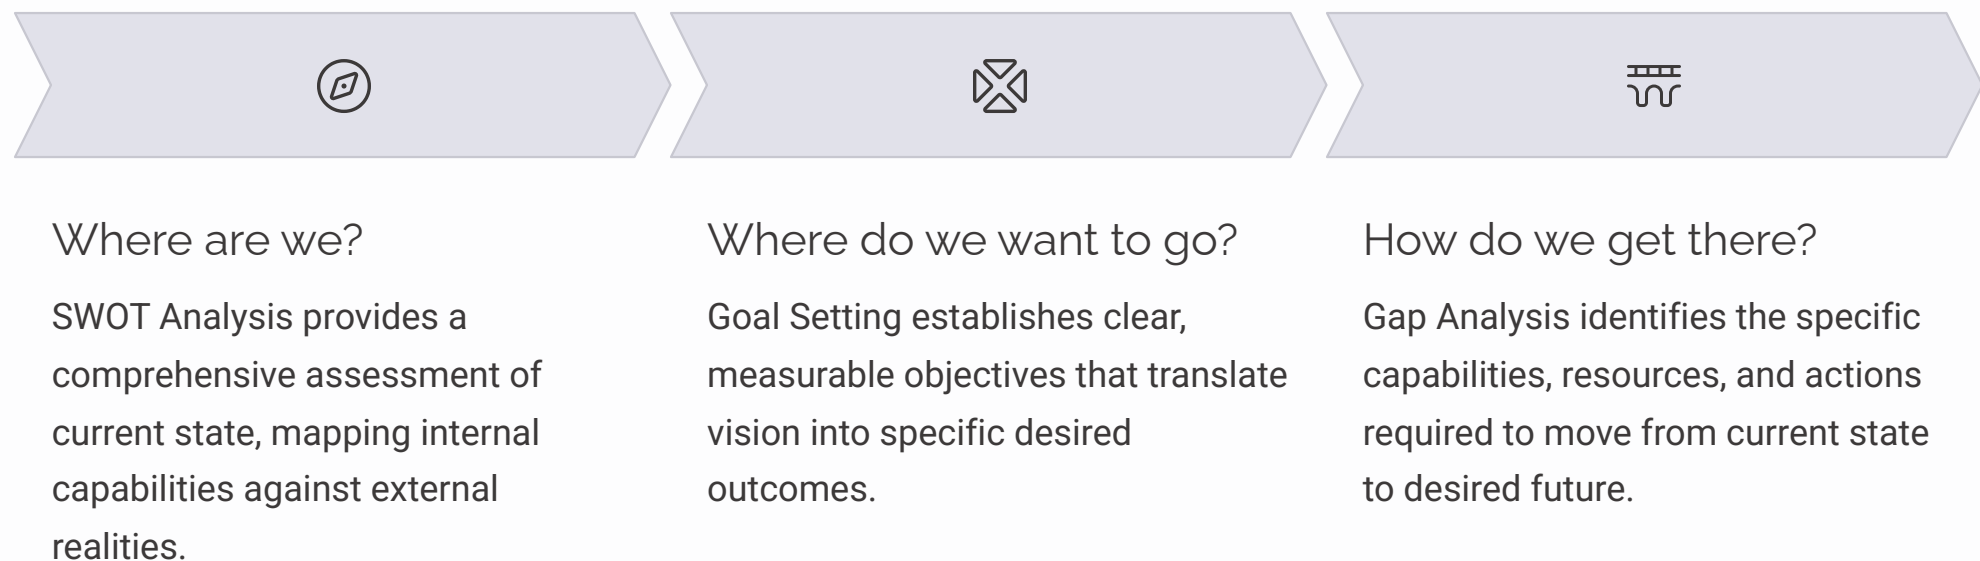 Where are we?
SWOT Analysis provides a
comprehensive assessment of
current state, mapping internal
capabilities against external
realities.
Where do we want to go?
Goal Setting establishes clear,
measurable objectives that translate
vision into specific desired
outcomes.
How do we get there?
Gap Analysis identifies the specific
capabilities, resources, and actions
required to move from current state
to desired future.